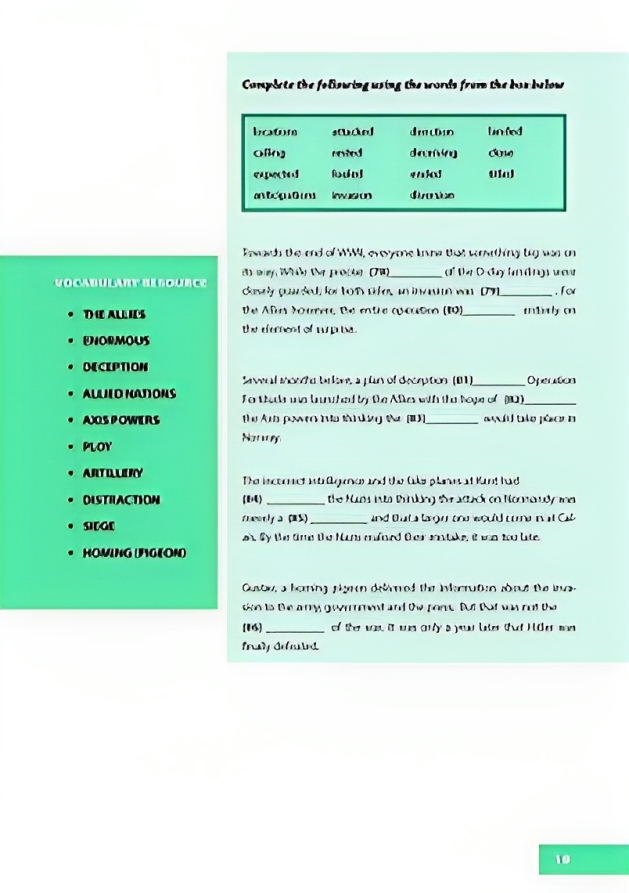 Complete the following using the words from the box below
locations attacked direction landed
calling rested deceiving close
expected fooled ended
anticipations invasion diversion
Towards the end of WWII, everyone knew that something big was on
its way. While the precise (78)________ of the D-day landings were
closely guarded, for both sides, an invasion was (79)________ . For
the Allies however, the entire operation (80)________ entirely on
the element of surprise.
VOCABULARY RESOURCE
• THE ALLIES
• ENORMOUS
• DECEPTION
• ALLIED NATIONS
• AXIS POWERS
• PLOY
• ARTILLERY
• DISTRACTION
• SIEGE
• HOMING (PIGEON)
Several months before, a plan of deception (81)________ Operation
Fortitude was launched by the Allies with the hope of (82)________
the Axis powers into thinking the (83)________ would take place in
Norway.
The incorrect intelligence and the fake planes at Kent had
(84) ________ the Nazis into thinking the attack on Normandy was
merely a (85) ________ and that a larger one would come in at Cal-
ais. By the time the Nazis realized their mistake, it was too late.
Gustav, a homing pigeon delivered the information about the inva-
sion to the army, government and the press. But that was not the
(86) ________ of the war. It was only a year later that Hitler was
finally defeated.
10